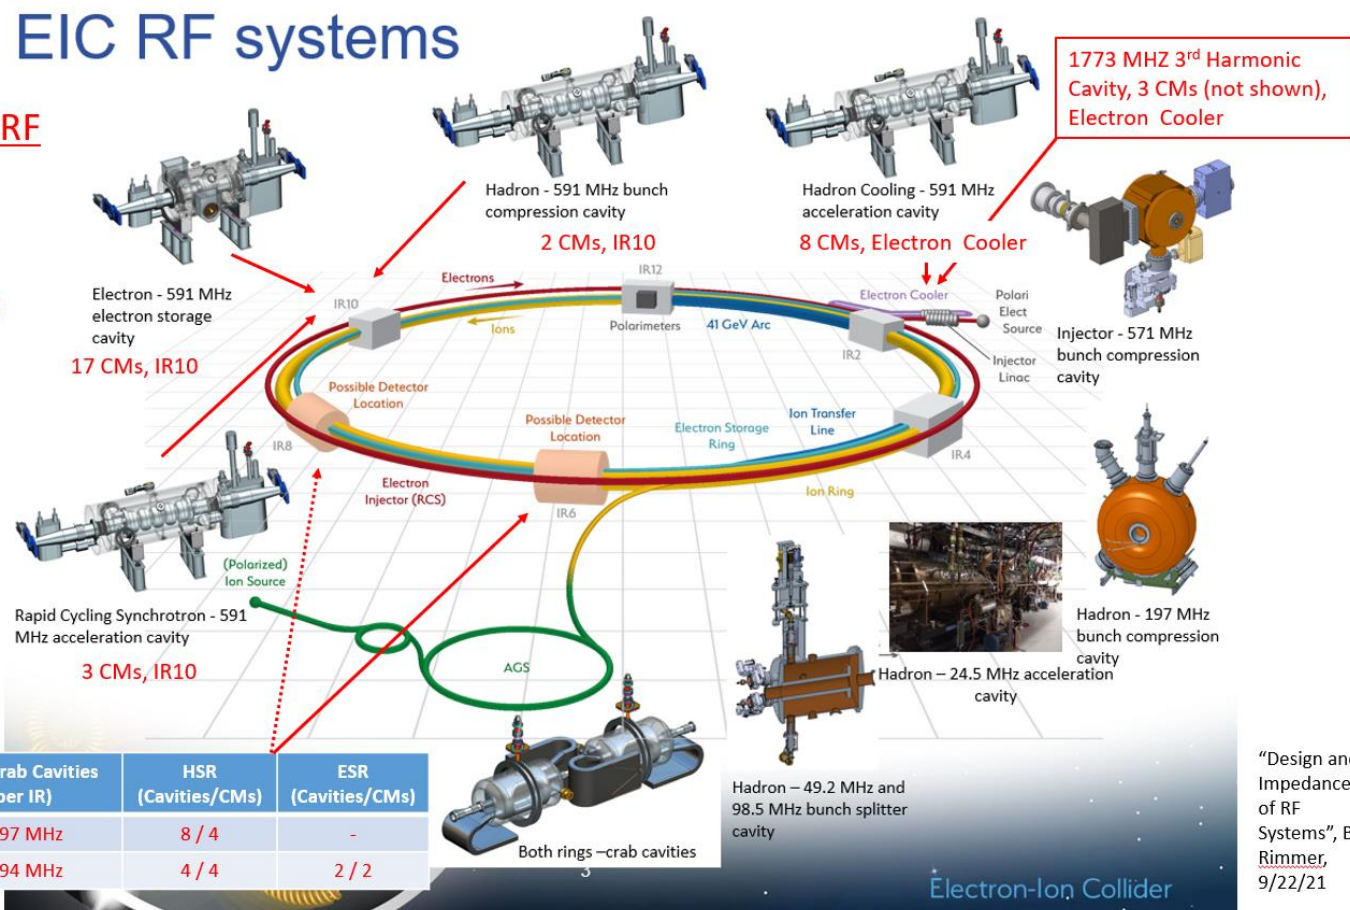 EIC RF systems
RF
1773 MHZ 3rd Harmonic
Cavity, 3 CMs (not shown),
Electron Cooler
Hadron - 591 MHz bunch
compression cavity
2 CMs, IR10
Hadron Cooling - 591 MHz
acceleration cavity
8 CMs, Electron Cooler
Electron - 591 MHz
electron storage
cavity
17 CMs, IR10
Injector - 571 MHz
bunch compression
cavity
Electrons
IR12
IR10
Ions
Polarimeters
41 GeV Arc
Electron Cooler
Polari
Elect
Source
IR2
Injector
Linac
Possible Detector
Location
Possible Detector
Location
Electron Storage
Ring
Ion Transfer
Line
IR8
IR4
Electron
Injector (RCS)
Ion Ring
IR6
(Polarized)
Ion Source
Rapid Cycling Synchrotron - 591
MHz acceleration cavity
3 CMs, IR10
AGS
Hadron - 197 MHz
bunch compression
cavity
Hadron – 24.5 MHz acceleration
cavity
Hadron – 49.2 MHz and
98.5 MHz bunch splitter
cavity
Both rings –crab cavities
rab Cavities
per IR)
HSR
(Cavities/CMs)
ESR
(Cavities/CMs)
97 MHz
8 / 4
-
94 MHz
4 / 4
2 / 2
3
Electron-Ion Collider
"Design and
Impedance
of RF
Systems", B
Rimmer,
9/22/21